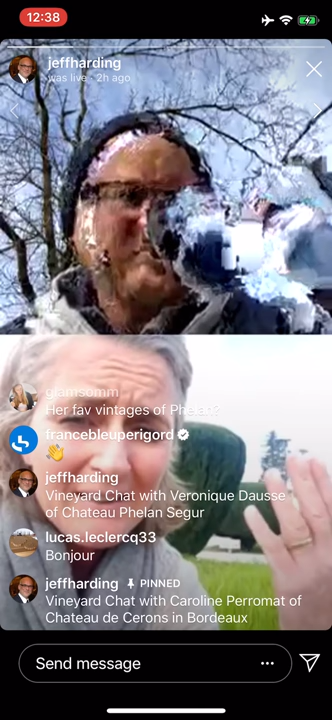 12:38
jeffharding
was live · 2h ago
glamsomm
Her fav vintages of Phelan?
francebleuperigord
👋
jeffharding
Vineyard Chat with Veronique Dausse
of Chateau Phelan Segur
lucas.leclercq33
Bonjour
jeffharding PINNED
Vineyard Chat with Caroline Perromat of
Chateau de Cerons in Bordeaux
Send message